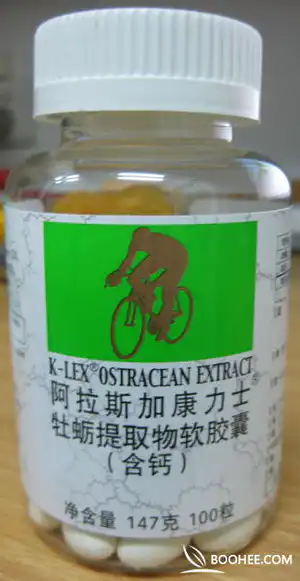 K-LEX®OSTRACEAN EXTRACT®
阿拉斯加康力士
牡蛎提取物软胶囊
（含钙）
净含量 147克 100粒
BOOHEE.COM